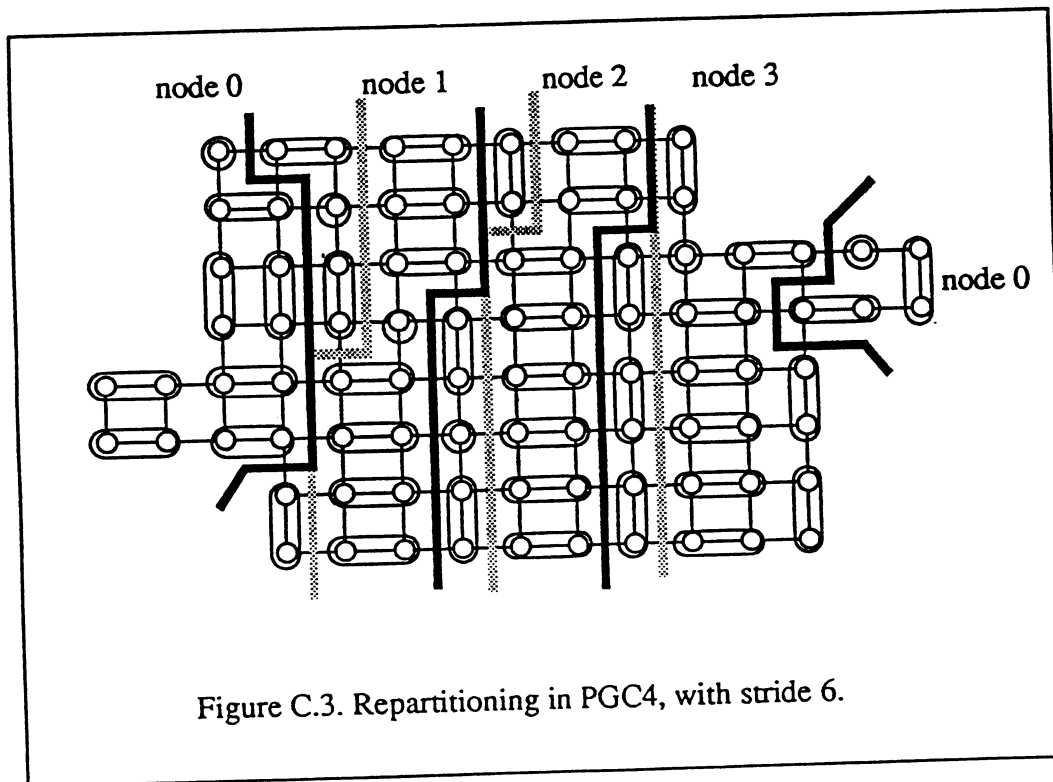 node 0 node 1 node 2 node 3
node 0
Figure C.3. Repartitioning in PGC4, with stride 6.